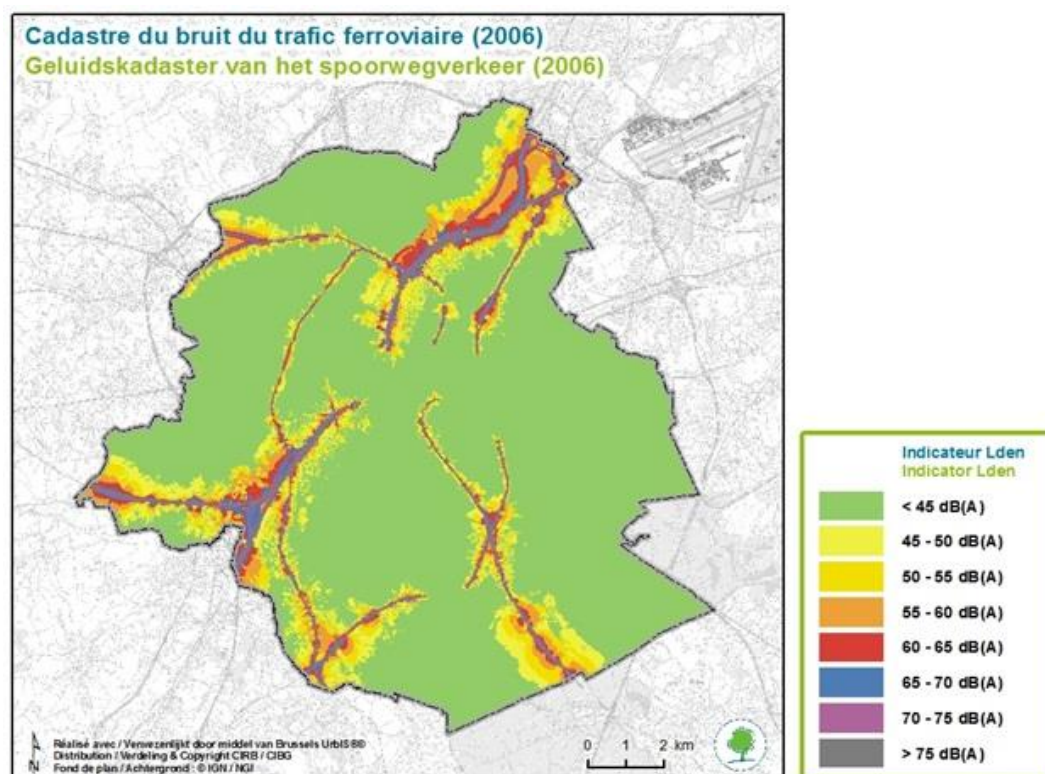 Cadastre du bruit du trafic ferroviaire (2006)
Geluidskadaster van het spoorwegverkeer (2006)
Indicateur Lden
Indicator Lden
< 45 dB(A)
45 - 50 dB(A)
50 - 55 dB(A)
55 - 60 dB(A)
60 - 65 dB(A)
65 - 70 dB(A)
70 - 75 dB(A)
> 75 dB(A)
N
Réalisé avec / Verwezenlijkt door middel van Brussels UrbIS®©
Distribution / Verdeling & Copyright CIRB / CIBG
Fond de plan / Achtergrond : © IGN / NGI
0 1 2 km